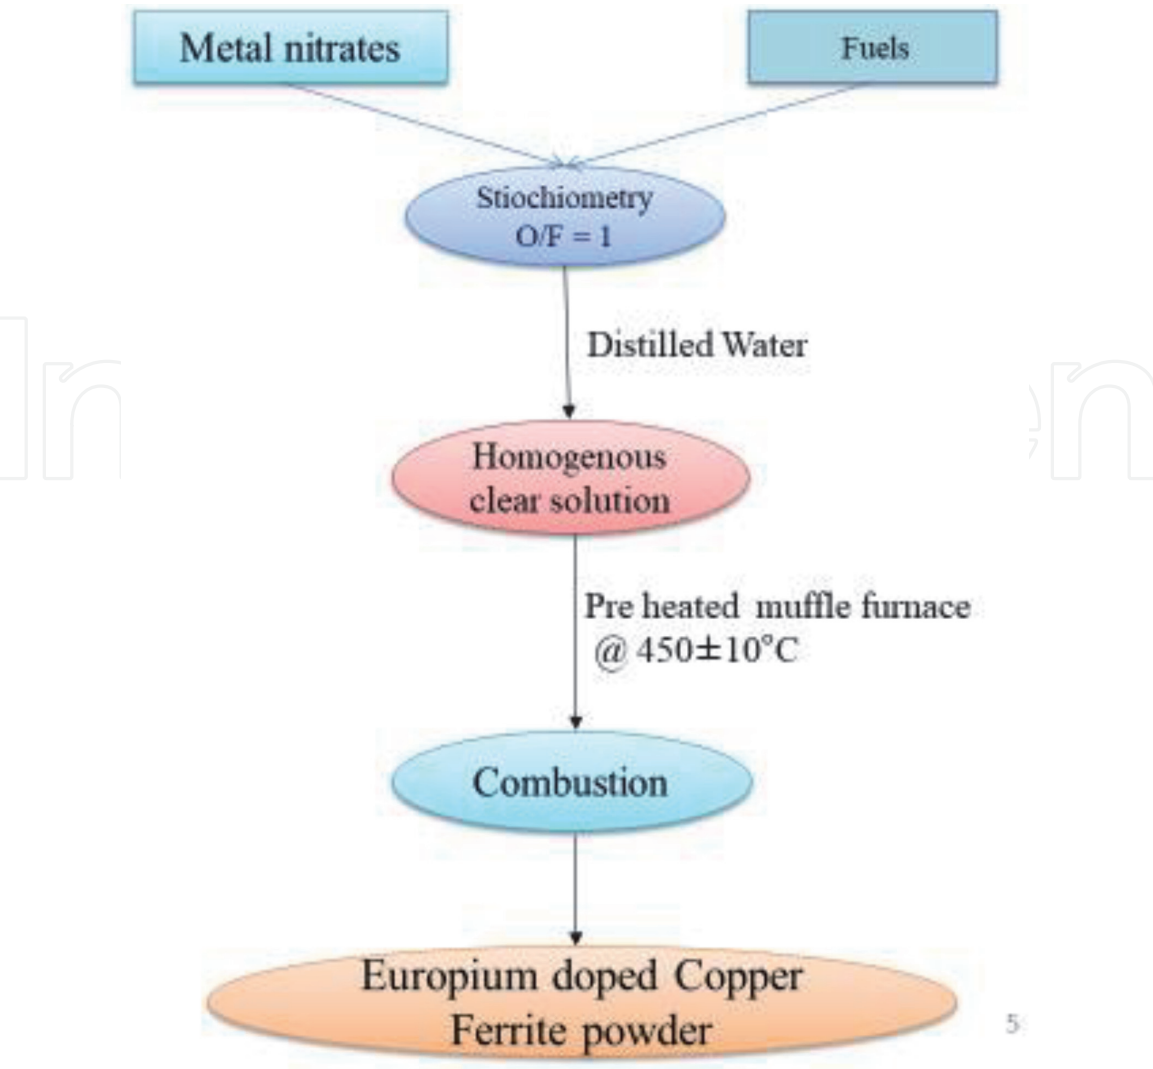 Metal nitrates
Fuels
Stiochiometry
O/F = 1
Distilled Water
Homogenous
clear solution
Pre heated muffle furnace
@ 450±10°C
Combustion
Europium doped Copper
Ferrite powder
5